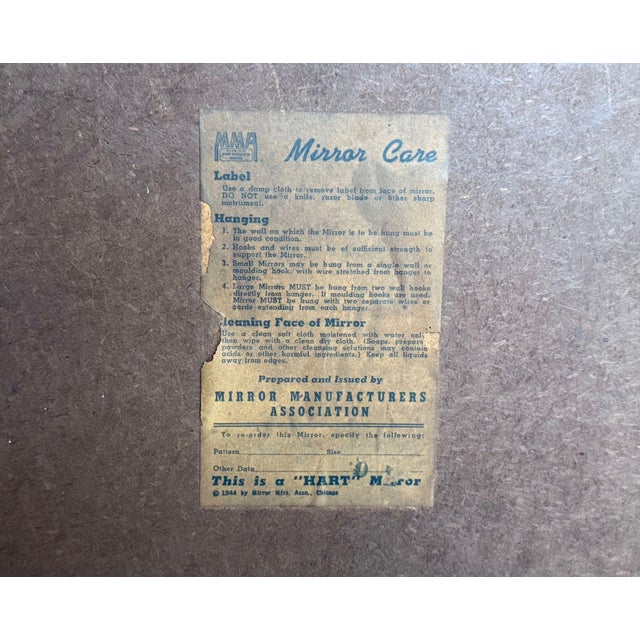 MMA
Mirror Care
Label
Use a damp cloth to remove label from face of mirror.
DO NOT use a knife, razor blade or other sharp
instrument.
Hanging
1. The wall on which the Mirror is to be hung must be
in good condition.
2. Hooks and wires must be of sufficient strength to
support the Mirror.
3. Small Mirrors may be hung from a single wall or
moulding hook, with wire stretched from hanger to
hanger.
4. Large Mirrors MUST be hung from two wall hooks
directly from hanger. If moulding hooks are used,
Mirror MUST be hung with two separate wires or
cords extending from each hanger.
Cleaning Face of Mirror
Use a clean soft cloth moistened with water only
then wipe with a clean dry cloth. (Soaps, prepare
powders and other cleansing solutions may contain
acids or other harmful ingredients.) Keep all liquids
away from edges.
Prepared and Issued by
MIRROR MANUFACTURERS
ASSOCIATION
To re-order this Mirror, specify the following:
Pattern Size
Other Data
This is a "HART" Mirror
© 1944 by Mirror Mfrs. Assn., Chicago